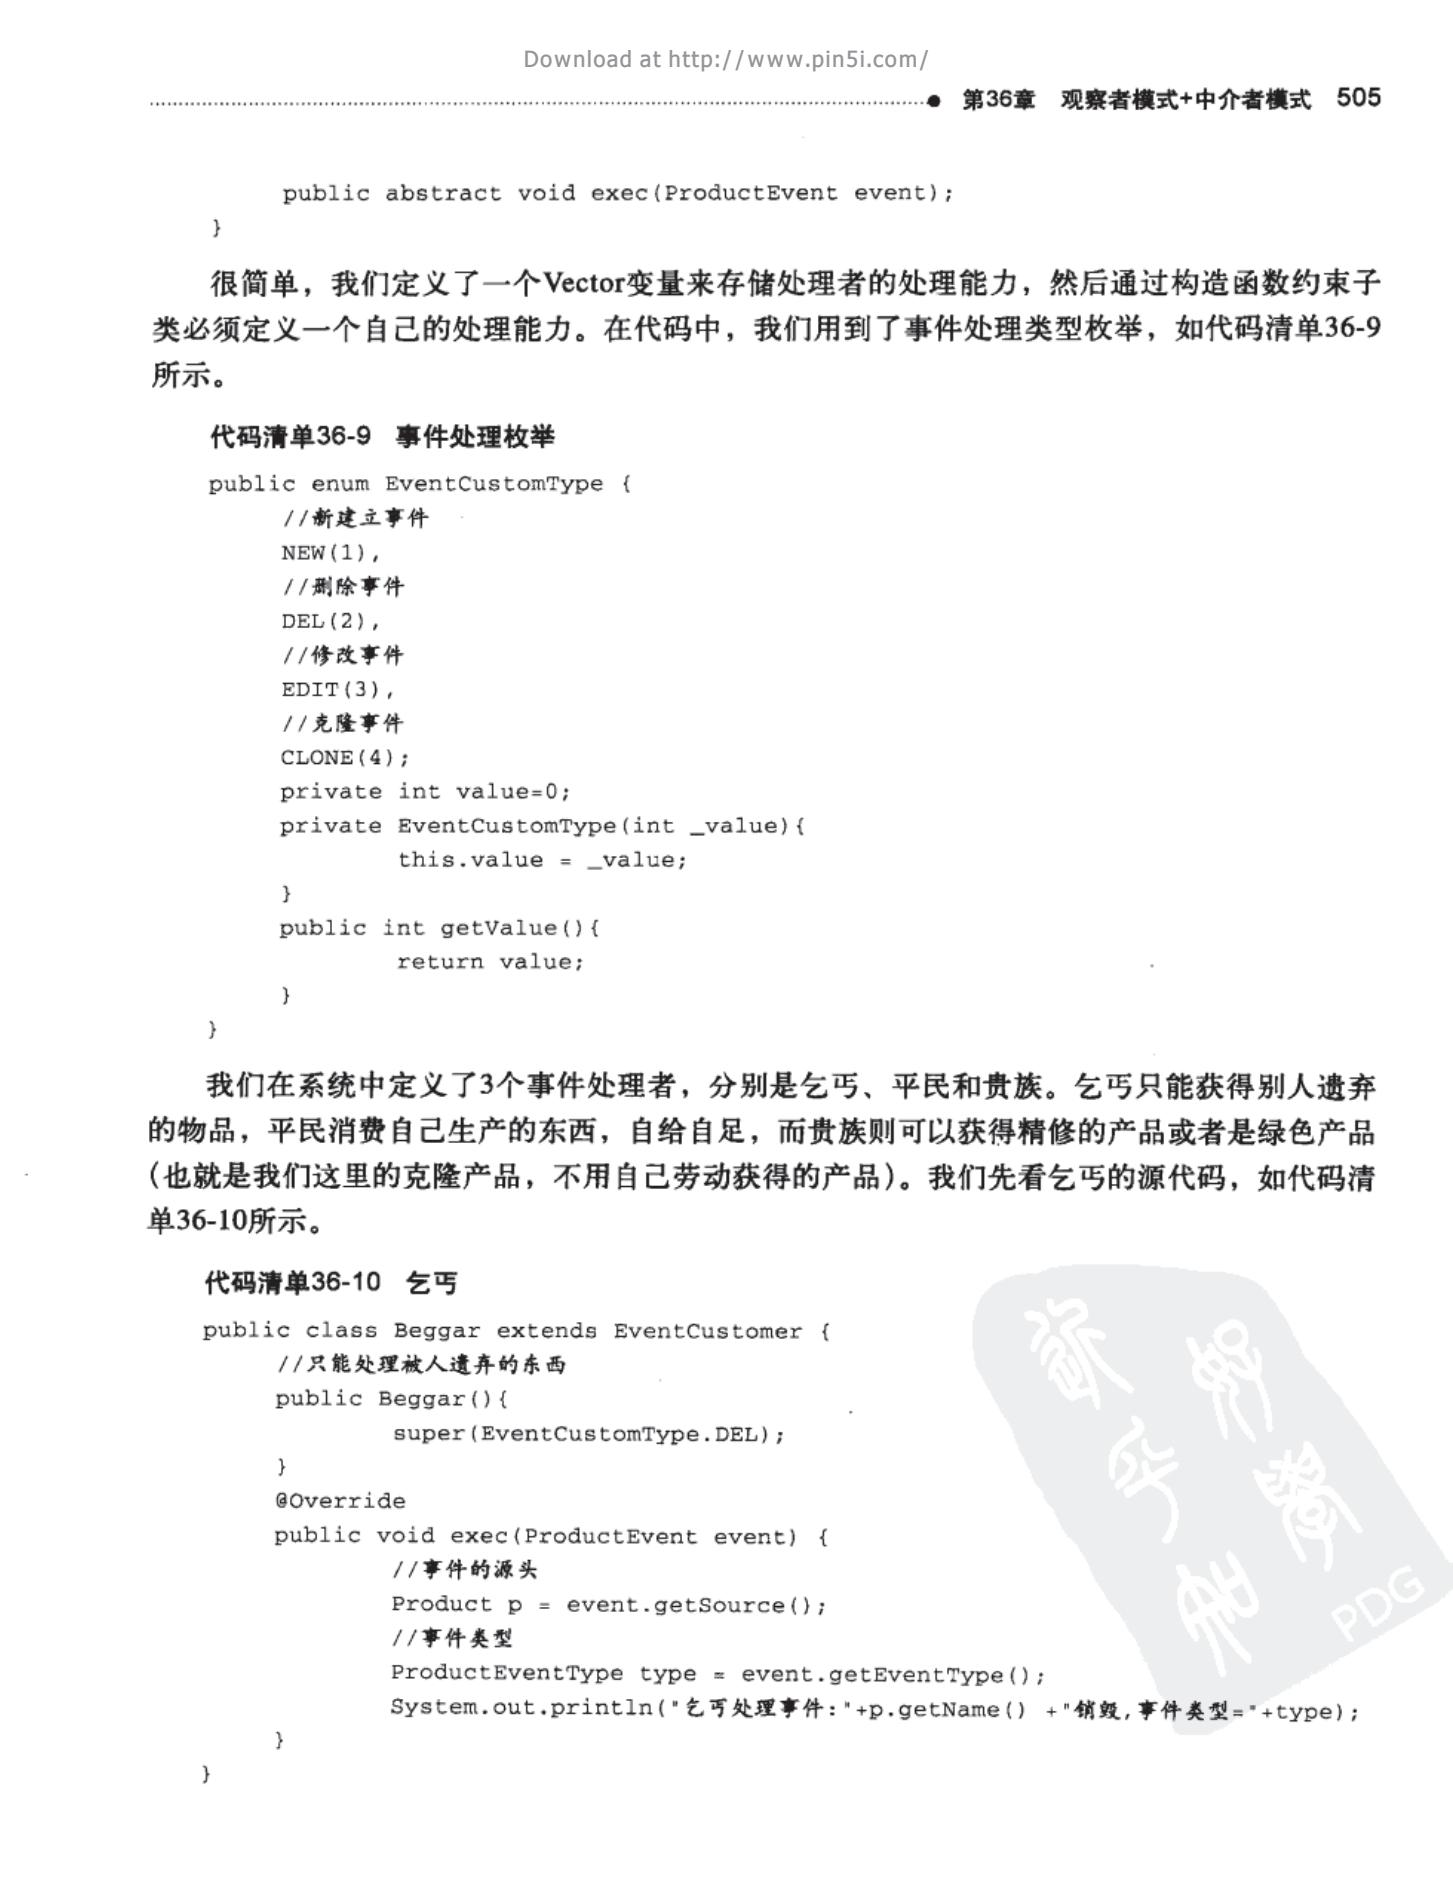 Download at http://www.pin5i.com/
第36章 观察者模式+中介者模式 505
public abstract void exec(ProductEvent event);
}
很简单，我们定义了一个Vector变量来存储处理者的处理能力，然后通过构造函数约束子
类必须定义一个自己的处理能力。在代码中，我们用到了事件处理类型枚举，如代码清单36-9
所示。
代码清单36-9 事件处理枚举
public enum EventCustomType {
//新建立事件
NEW(1),
//删除事件
DEL(2),
//修改事件
EDIT(3),
//克隆事件
CLONE(4);
private int value=0;
private EventCustomType(int _value){
this.value = _value;
}
public int getValue(){
return value;
}
}
我们在系统中定义了3个事件处理者，分别是乞丐、平民和贵族。乞丐只能获得别人遗弃
的物品，平民消费自己生产的东西，自给自足，而贵族则可以获得精修的产品或者是绿色产品
（也就是我们这里的克隆产品，不用自己劳动获得的产品）。我们先看乞丐的源代码，如代码清
单36-10所示。
代码清单36-10 乞丐
public class Beggar extends EventCustomer {
//只能处理被人遗弃的东西
public Beggar(){
super(EventCustomType.DEL);
}
@Override
public void exec(ProductEvent event) {
//事件的源头
Product p = event.getSource();
//事件类型
ProductEventType type = event.getEventType();
System.out.println("乞丐处理事件:"+p.getName() +"销毁,事件类型="+type);
}
}
PDG